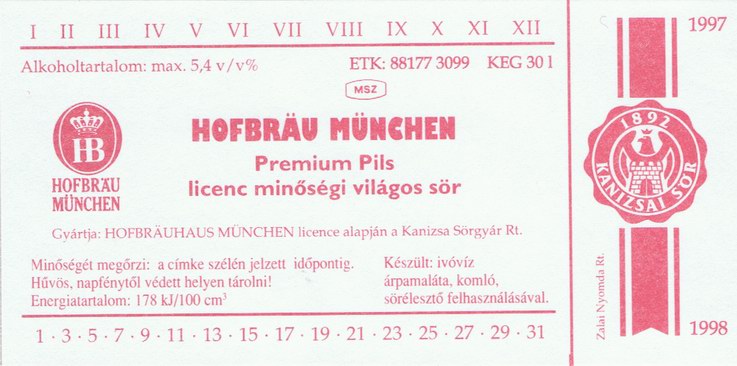 I II III IV V VI VII VIII IX X XI XII
Alkoholtartalom: max. 5,4 v/v% ETK: 88177 3099 KEG 30 l
MSZ
HB
HOFBRÄU
MÜNCHEN
HOFBRÄU MÜNCHEN
Premium Pils
licenc minőségi világos sör
Gyártja: HOFBRÄUHAUS MÜNCHEN licence alapján a Kanizsa Sörgyár Rt.
Minőségét megőrzi: a címke szélén jelzett időpontig.
Hűvös, napfénytől védett helyen tárolni!
Energiatartalom: 178 kJ/100 cm³
Készült: ivóvíz
árpamaláta, komló,
sörélesztő felhasználásával.
1 · 3 · 5 · 7 · 9 · 11 · 13 · 15 · 17 · 19 · 21 · 23 · 25 · 27 · 29 · 31
1997
1892
KANIZSAI SÖR
Zalai Nyomda Rt.
1998